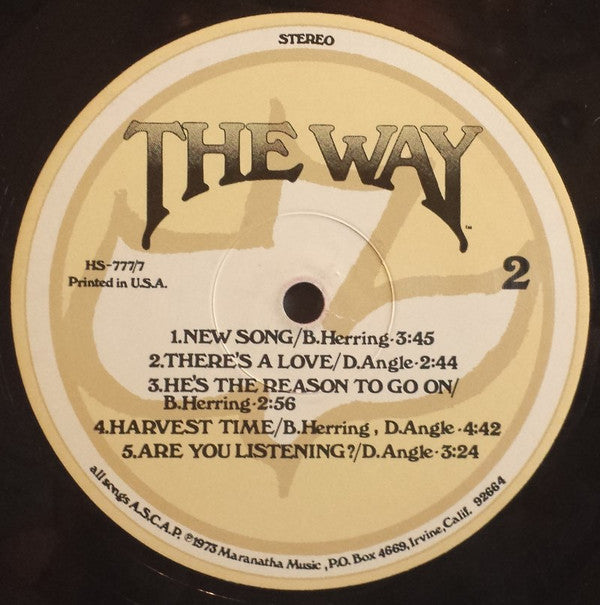 STEREO
THE WAY
™
HS-777/7
Printed in U.S.A.
2
1.NEW SONG/B.Herring·3:45
2.THERE'S A LOVE/D.Angle·2:44
3.HE'S THE REASON TO GO ON/
B.Herring·2:56
4.HARVEST TIME/B.Herring, D.Angle·4:42
5.ARE YOU LISTENING?/D.Angle·3:24
all songs A.S.C.A.P. ℗1973 Maranatha Music, P.O. Box 4669, Irvine, Calif. 92664